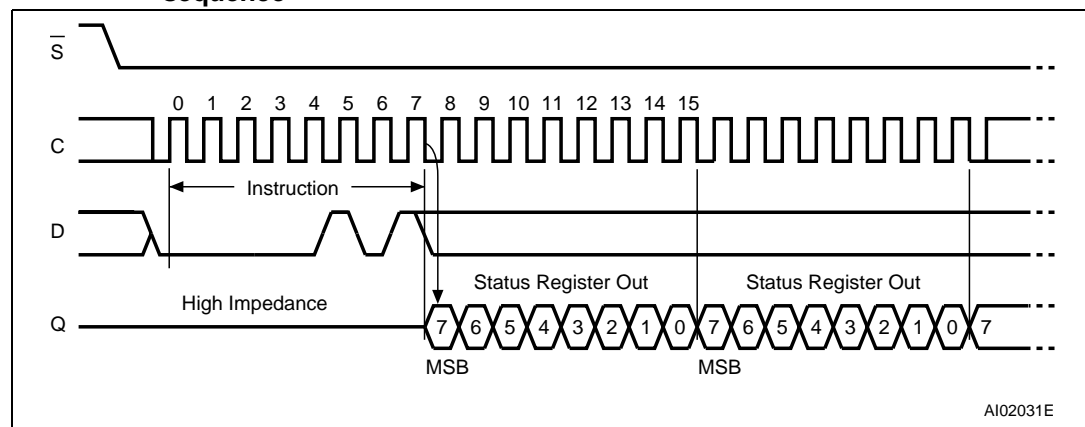 sequence
S
0 1 2 3 4 5 6 7 8 9 10 11 12 13 14 15
C
Instruction
D
Status Register Out Status Register Out
High Impedance
Q 7 6 5 4 3 2 1 0 7 6 5 4 3 2 1 0 7
MSB MSB
AI02031E